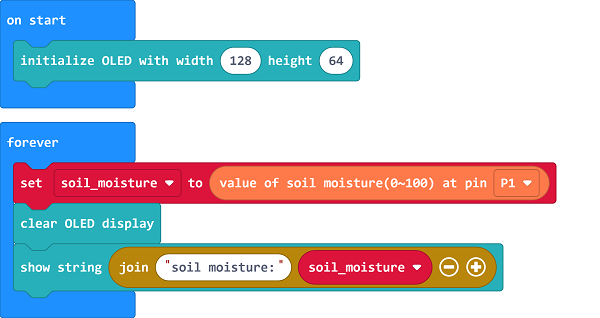 on start
initialize OLED with width 128 height 64
forever
set soil_moisture to value of soil moisture(0~100) at pin P1
clear OLED display
show string join "soil moisture:" soil_moisture